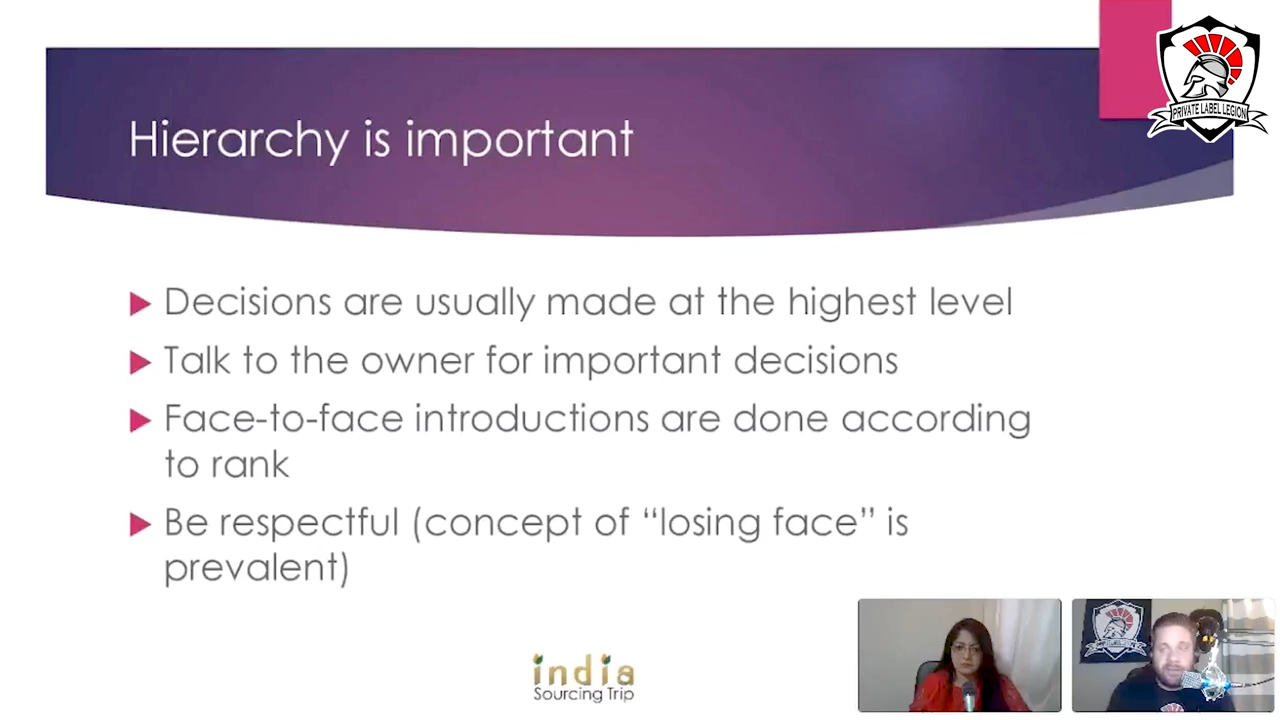 PRIVATE LABEL LEGION
Hierarchy is important
Decisions are usually made at the highest level
Talk to the owner for important decisions
Face-to-face introductions are done according
to rank
Be respectful (concept of “losing face” is
prevalent)
india
Sourcing Trip